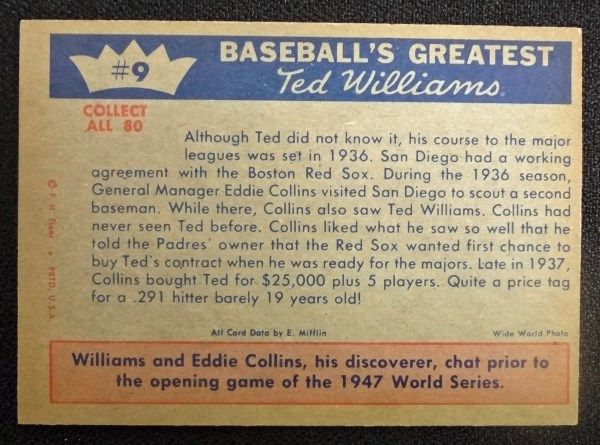 #9
BASEBALL'S GREATEST
Ted Williams
COLLECT
ALL 80
Although Ted did not know it, his course to the major
leagues was set in 1936. San Diego had a working
agreement with the Boston Red Sox. During the 1936 season,
General Manager Eddie Collins visited San Diego to scout a second
baseman. While there, Collins also saw Ted Williams. Collins had
never seen Ted before. Collins liked what he saw so well that he
told the Padres' owner that the Red Sox wanted first chance to
buy Ted's contract when he was ready for the majors. Late in 1937,
Collins bought Ted for $25,000 plus 5 players. Quite a price tag
for a .291 hitter barely 19 years old!
© F. H. Fleer • PRTD. U.S.A.
All Card Data by E. Mifflin
Wide World Photo
Williams and Eddie Collins, his discoverer, chat prior to
the opening game of the 1947 World Series.